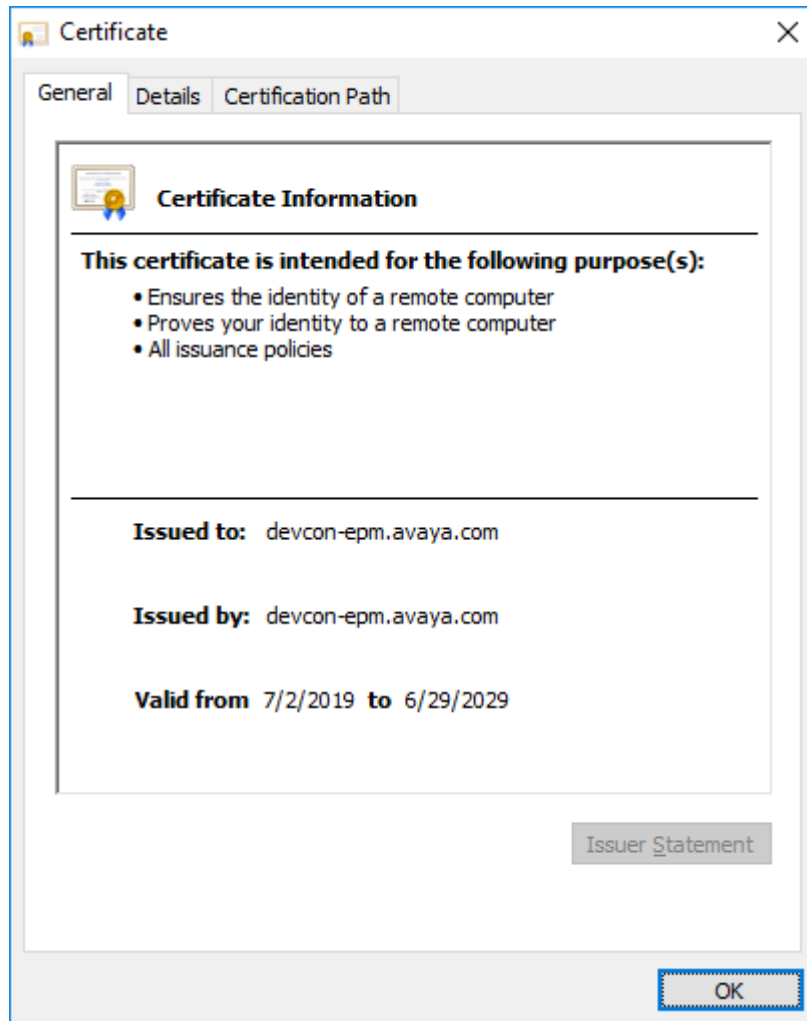 Certificate
General Details Certification Path
Certificate Information
This certificate is intended for the following purpose(s):
• Ensures the identity of a remote computer
• Proves your identity to a remote computer
• All issuance policies
Issued to: devcon-epm.avaya.com
Issued by: devcon-epm.avaya.com
Valid from 7/2/2019 to 6/29/2029
Issuer Statement
OK